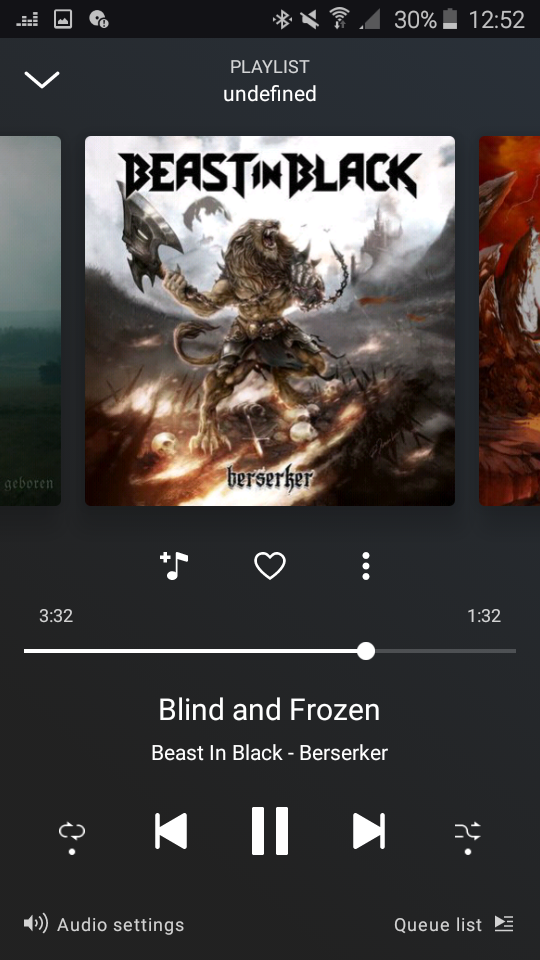 30% 12:52
PLAYLIST
undefined
BEAST IN BLACK
geboren
berserker
3:32
1:32
Blind and Frozen
Beast In Black - Berserker
Audio settings
Queue list